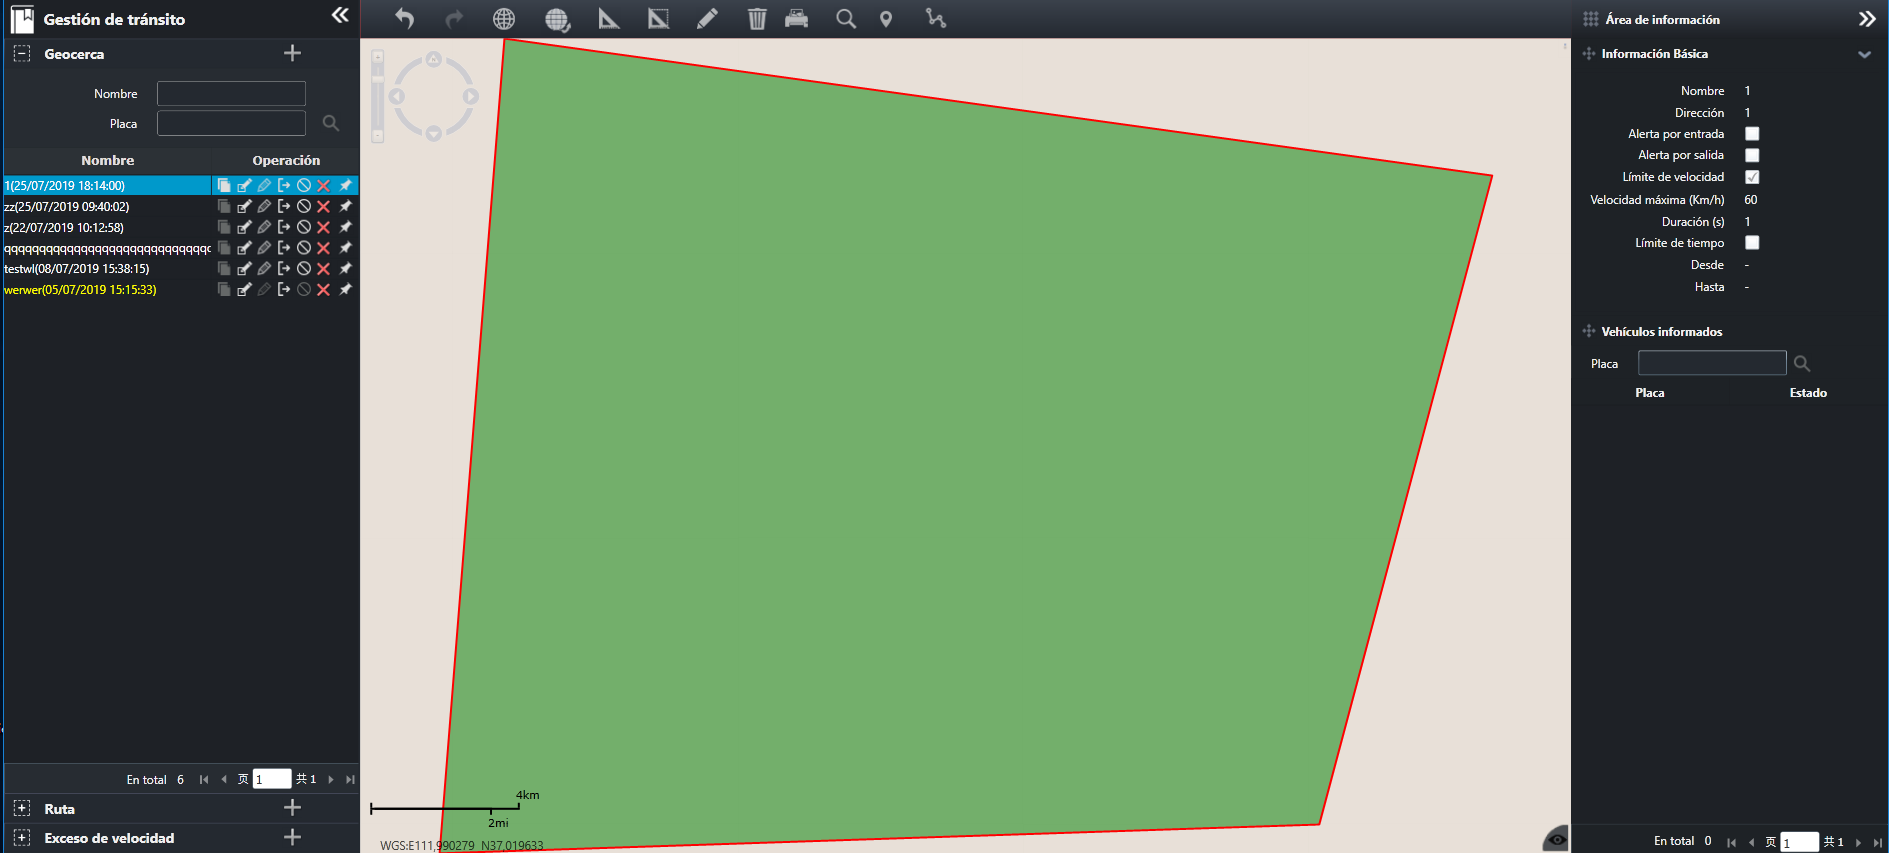 Gestión de tránsito
Geocerca
Nombre
Placa
Nombre Operación
1(25/07/2019 18:14:00)
zz(25/07/2019 09:40:02)
z(22/07/2019 10:12:58)
testwl(08/07/2019 15:38:15)
werwer(05/07/2019 15:15:33)
En total 6 页 1 共 1
Ruta
Exceso de velocidad
4km
2mi
WGS:E111,990279 N37,019633
Área de información
Información Básica
Nombre 1
Dirección 1
Alerta por entrada
Alerta por salida
Límite de velocidad
Velocidad máxima (Km/h) 60
Duración (s) 1
Límite de tiempo
Desde -
Hasta -
Vehículos informados
Placa
Placa Estado
En total 0 页 1 共 1